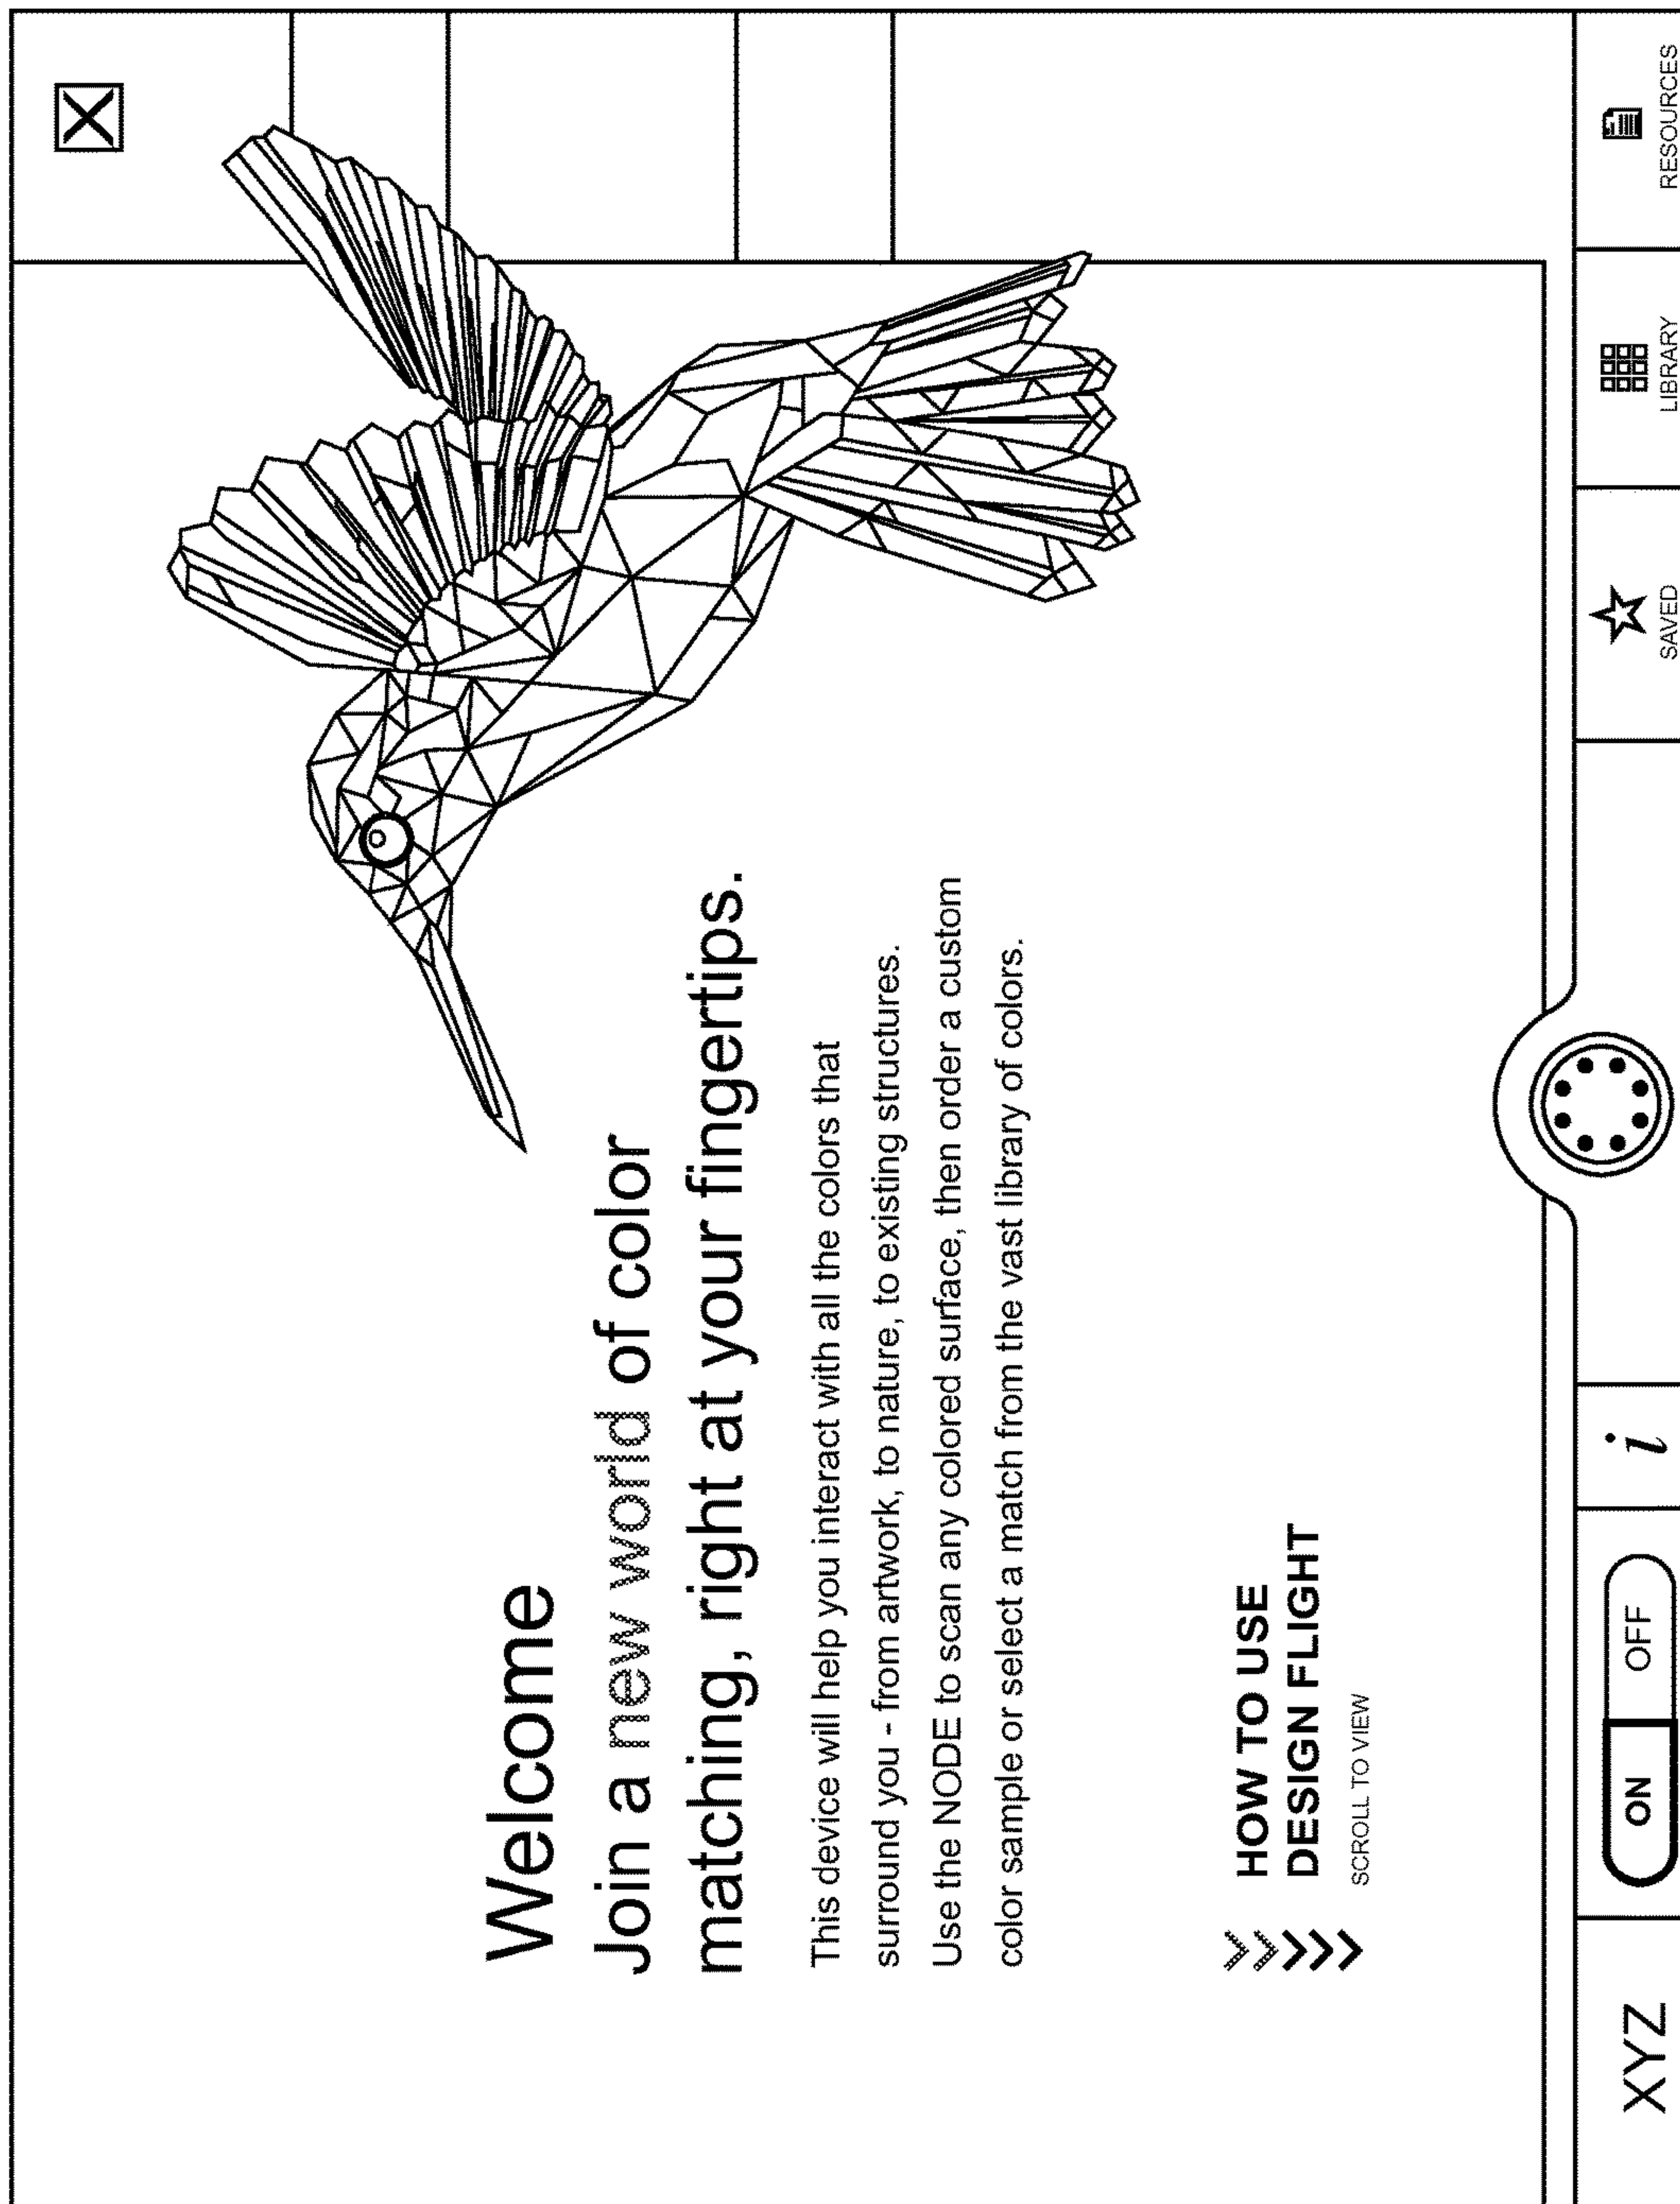 Welcome
Join a new world of color
matching, right at your fingertips.
This device will help you interact with all the colors that
surround you - from artwork, to nature, to existing structures.
Use the NODE to scan any colored surface, then order a custom
color sample or select a match from the vast library of colors.
HOW TO USE
DESIGN FLIGHT
SCROLL TO VIEW
XYZ
ON
OFF
i
SAVED
LIBRARY
RESOURCES